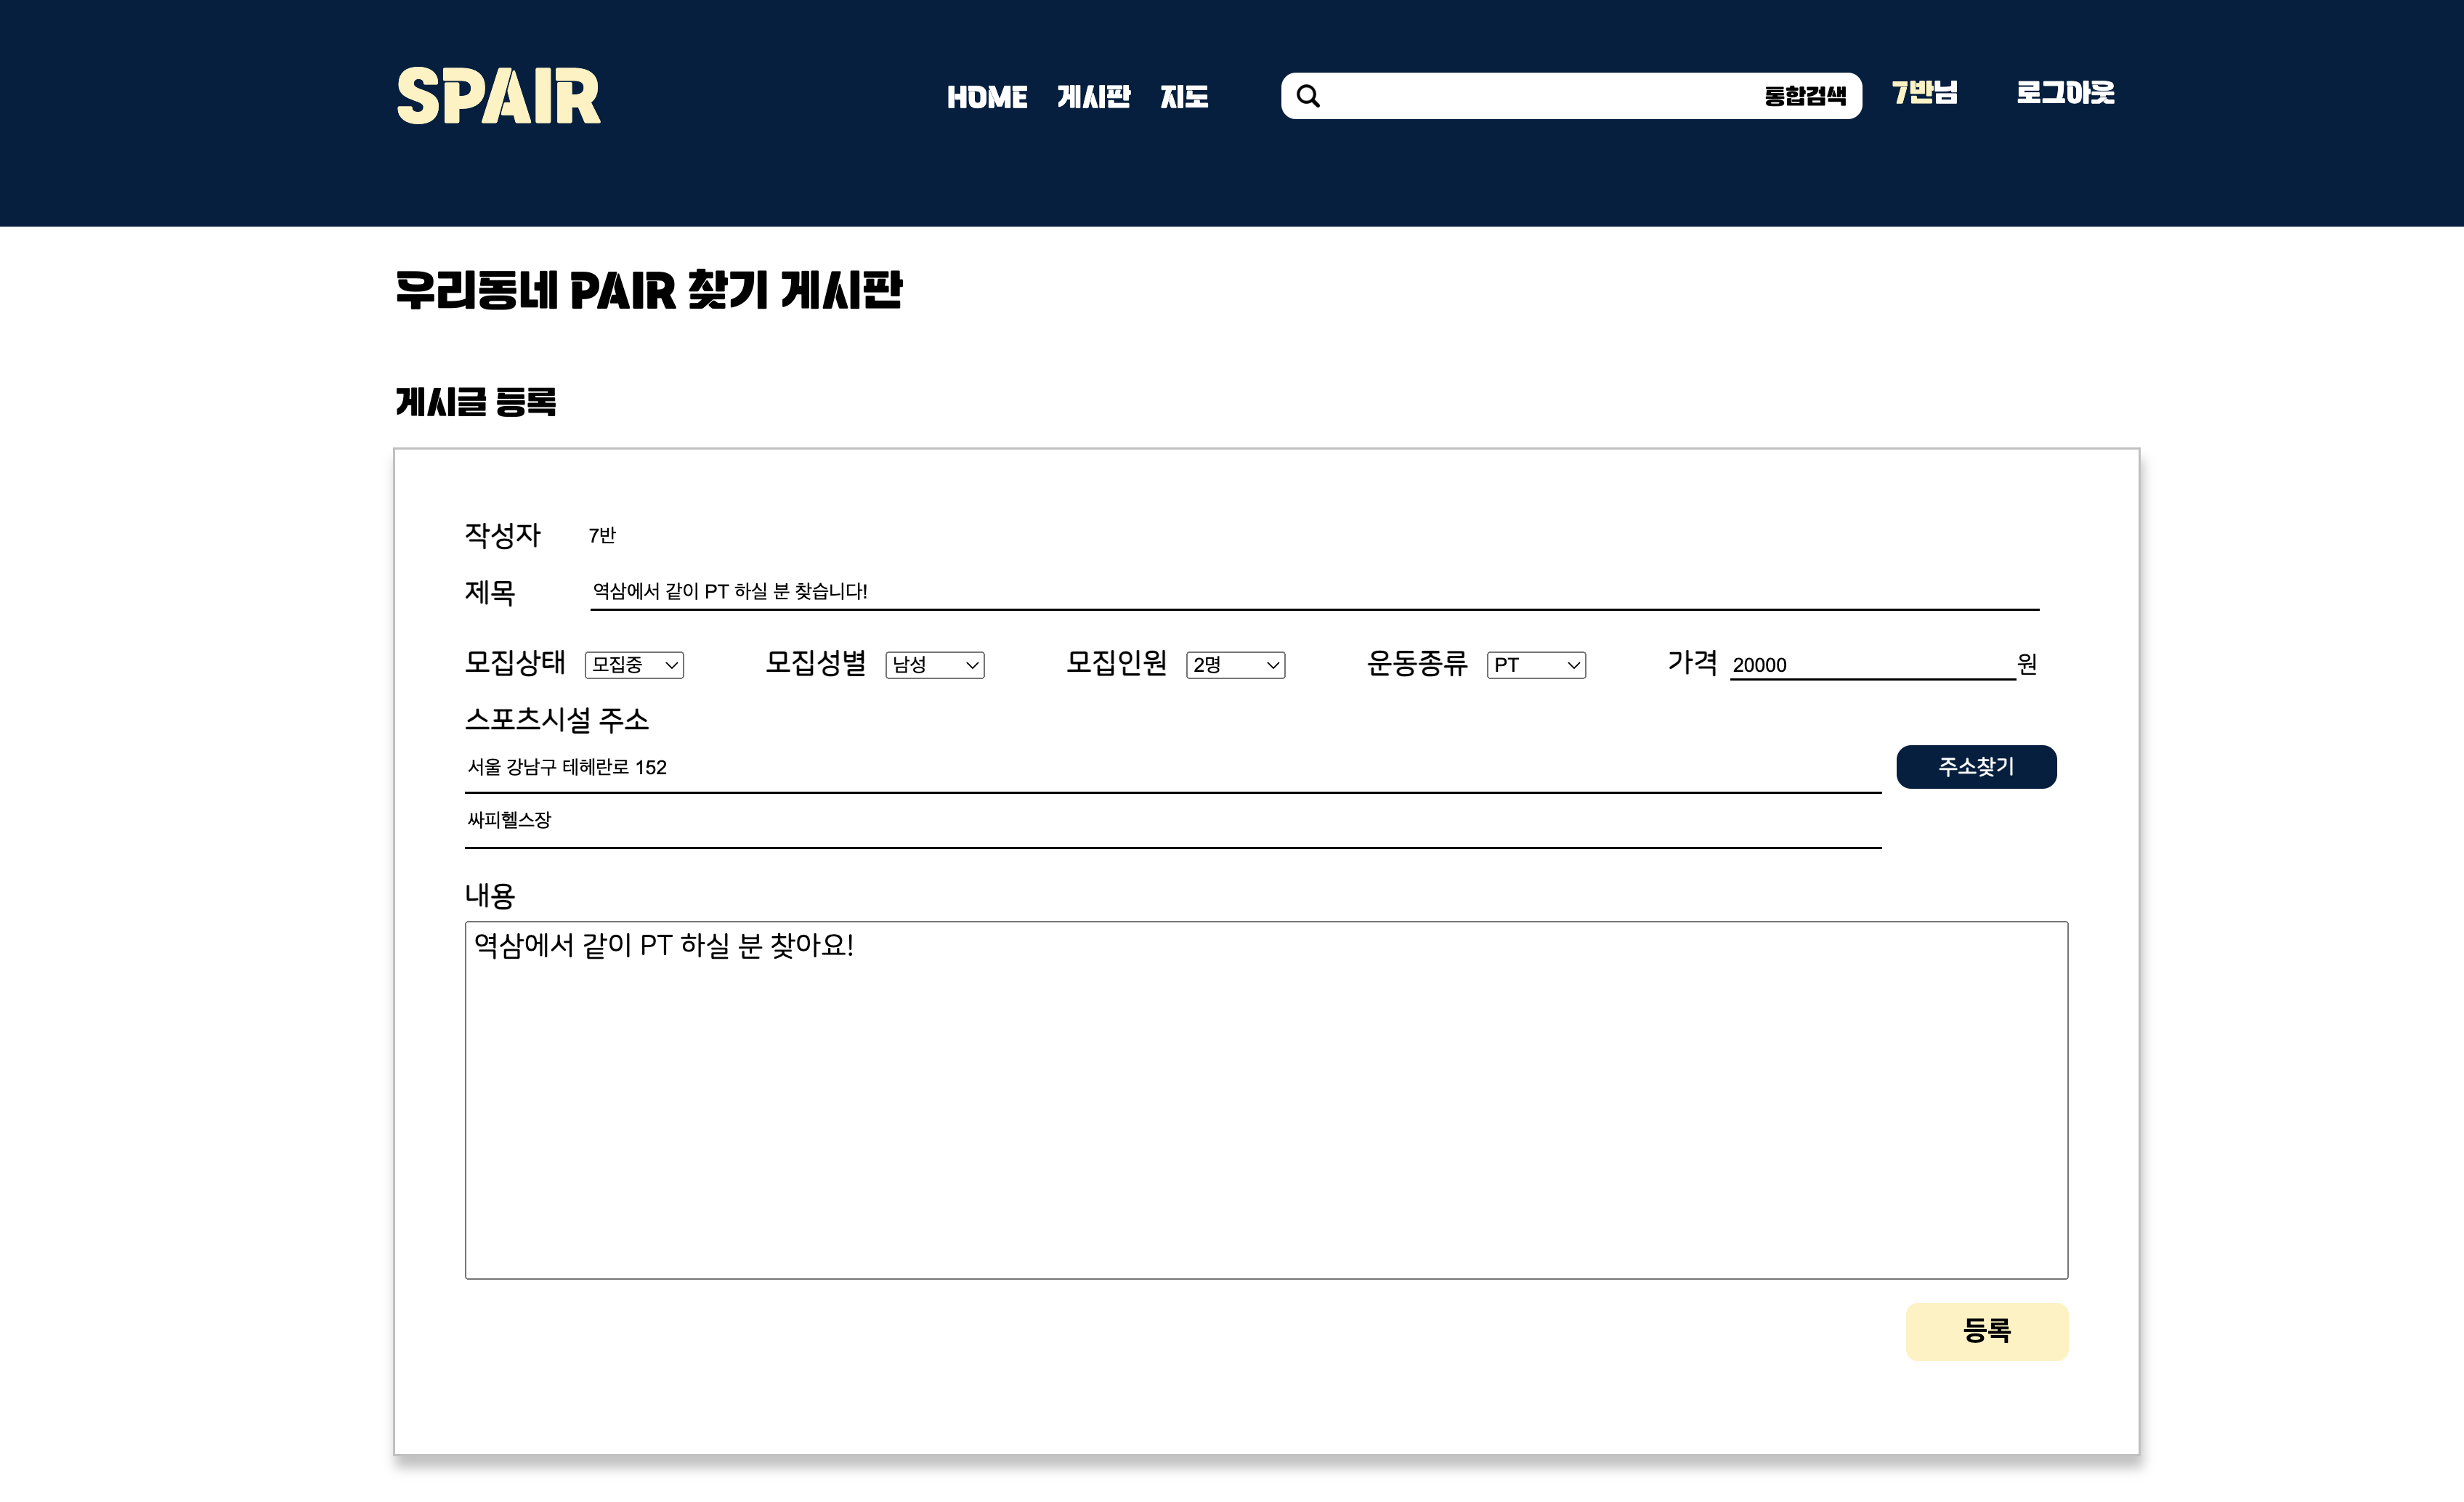 SPAIR
HOME 게시판 지도 통합검색 7반님 로그아웃
우리동네 PAIR 찾기 게시판
게시글 등록
작성자 7반
제목 역삼에서 같이 PT 하실 분 찾습니다!
모집상태 모집중 모집성별 남성 모집인원 2명 운동종류 PT 가격 20000 원
스포츠시설 주소
서울 강남구 테헤란로 152 주소찾기
싸피헬스장
내용
역삼에서 같이 PT 하실 분 찾아요!
등록